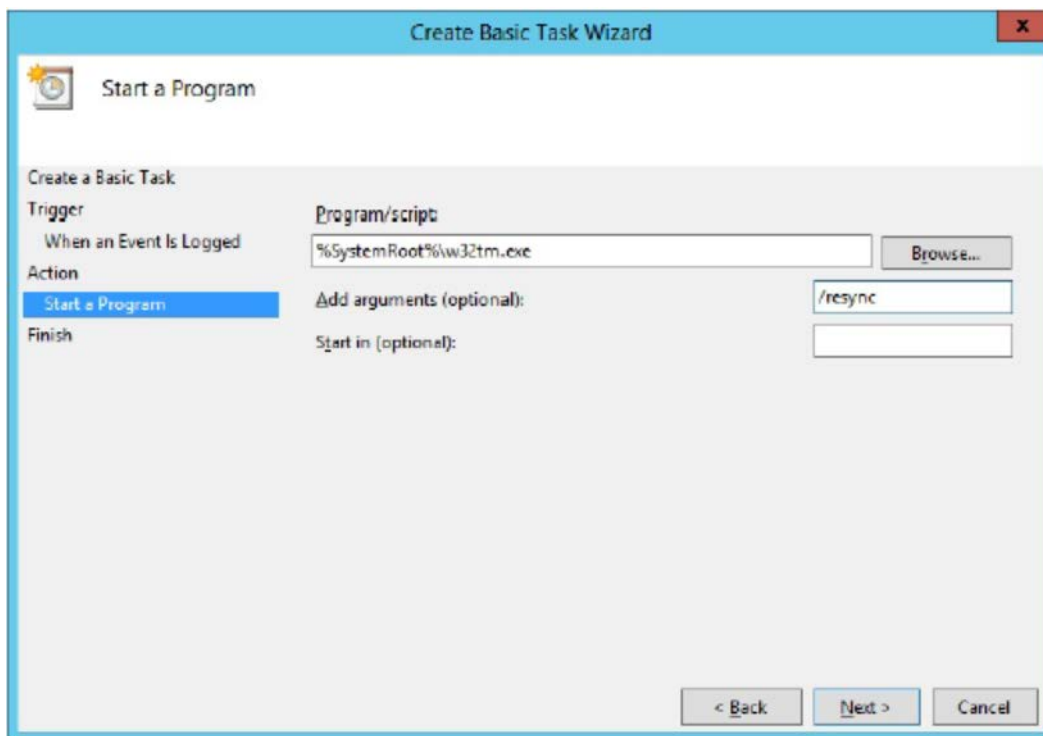 Create Basic Task Wizard
x
Start a Program
Create a Basic Task
Trigger
When an Event Is Logged
Action
Start a Program
Finish
Program/script:
%SystemRoot%\w32tm.exe
Browse...
Add arguments (optional):
/resync
Start in (optional):
< Back
Next >
Cancel